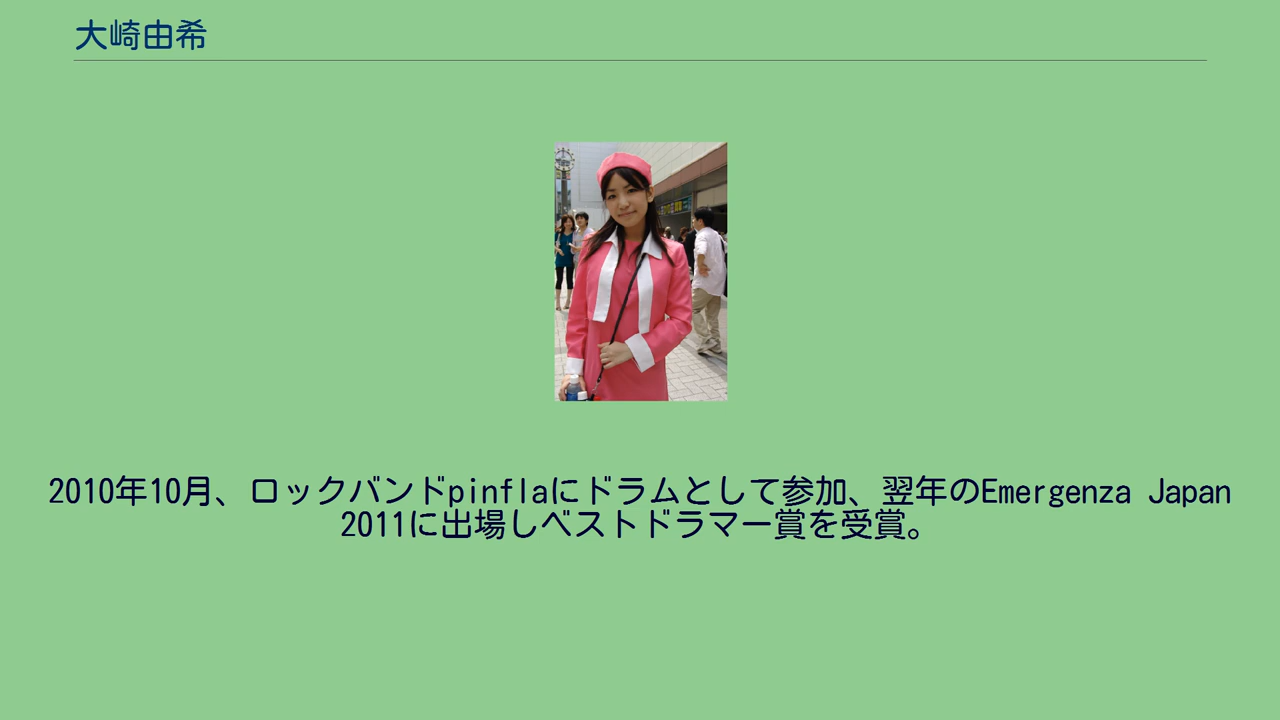 大崎由希
2010年10月、ロックバンドpinflaにドラムとして参加、翌年のEmergenza Japan
2011に出場しベストドラマー賞を受賞。